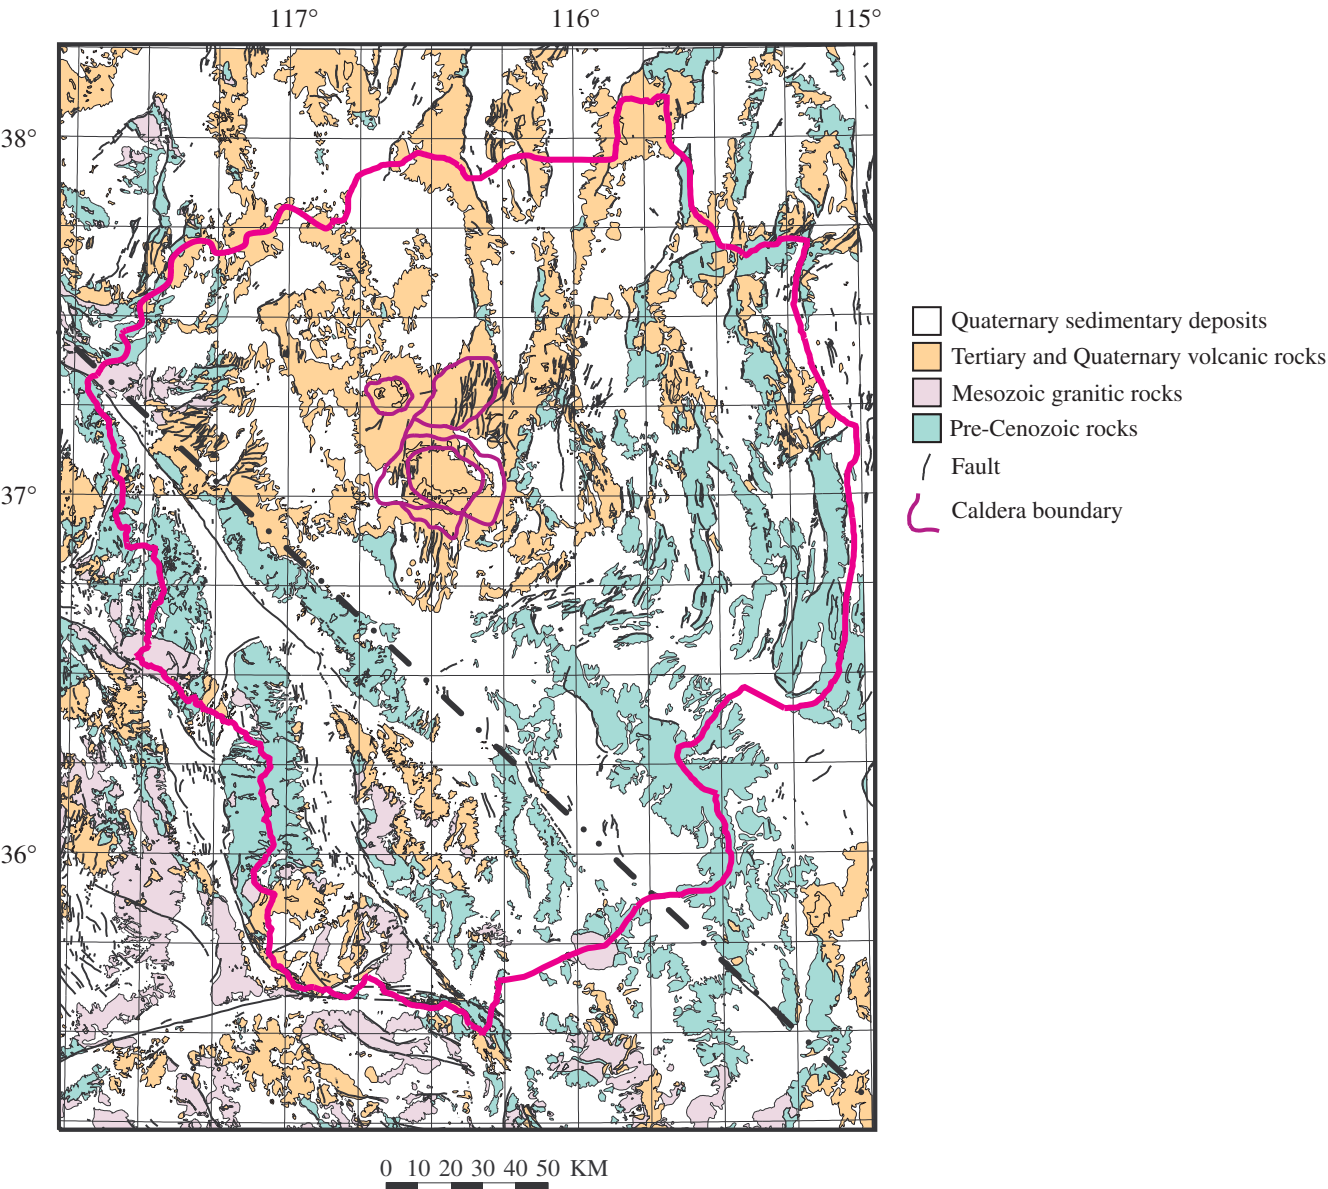 117° 116° 115°
38°
37°
36°
Quaternary sedimentary deposits
Tertiary and Quaternary volcanic rocks
Mesozoic granitic rocks
Pre-Cenozoic rocks
Fault
Caldera boundary
0 10 20 30 40 50 KM